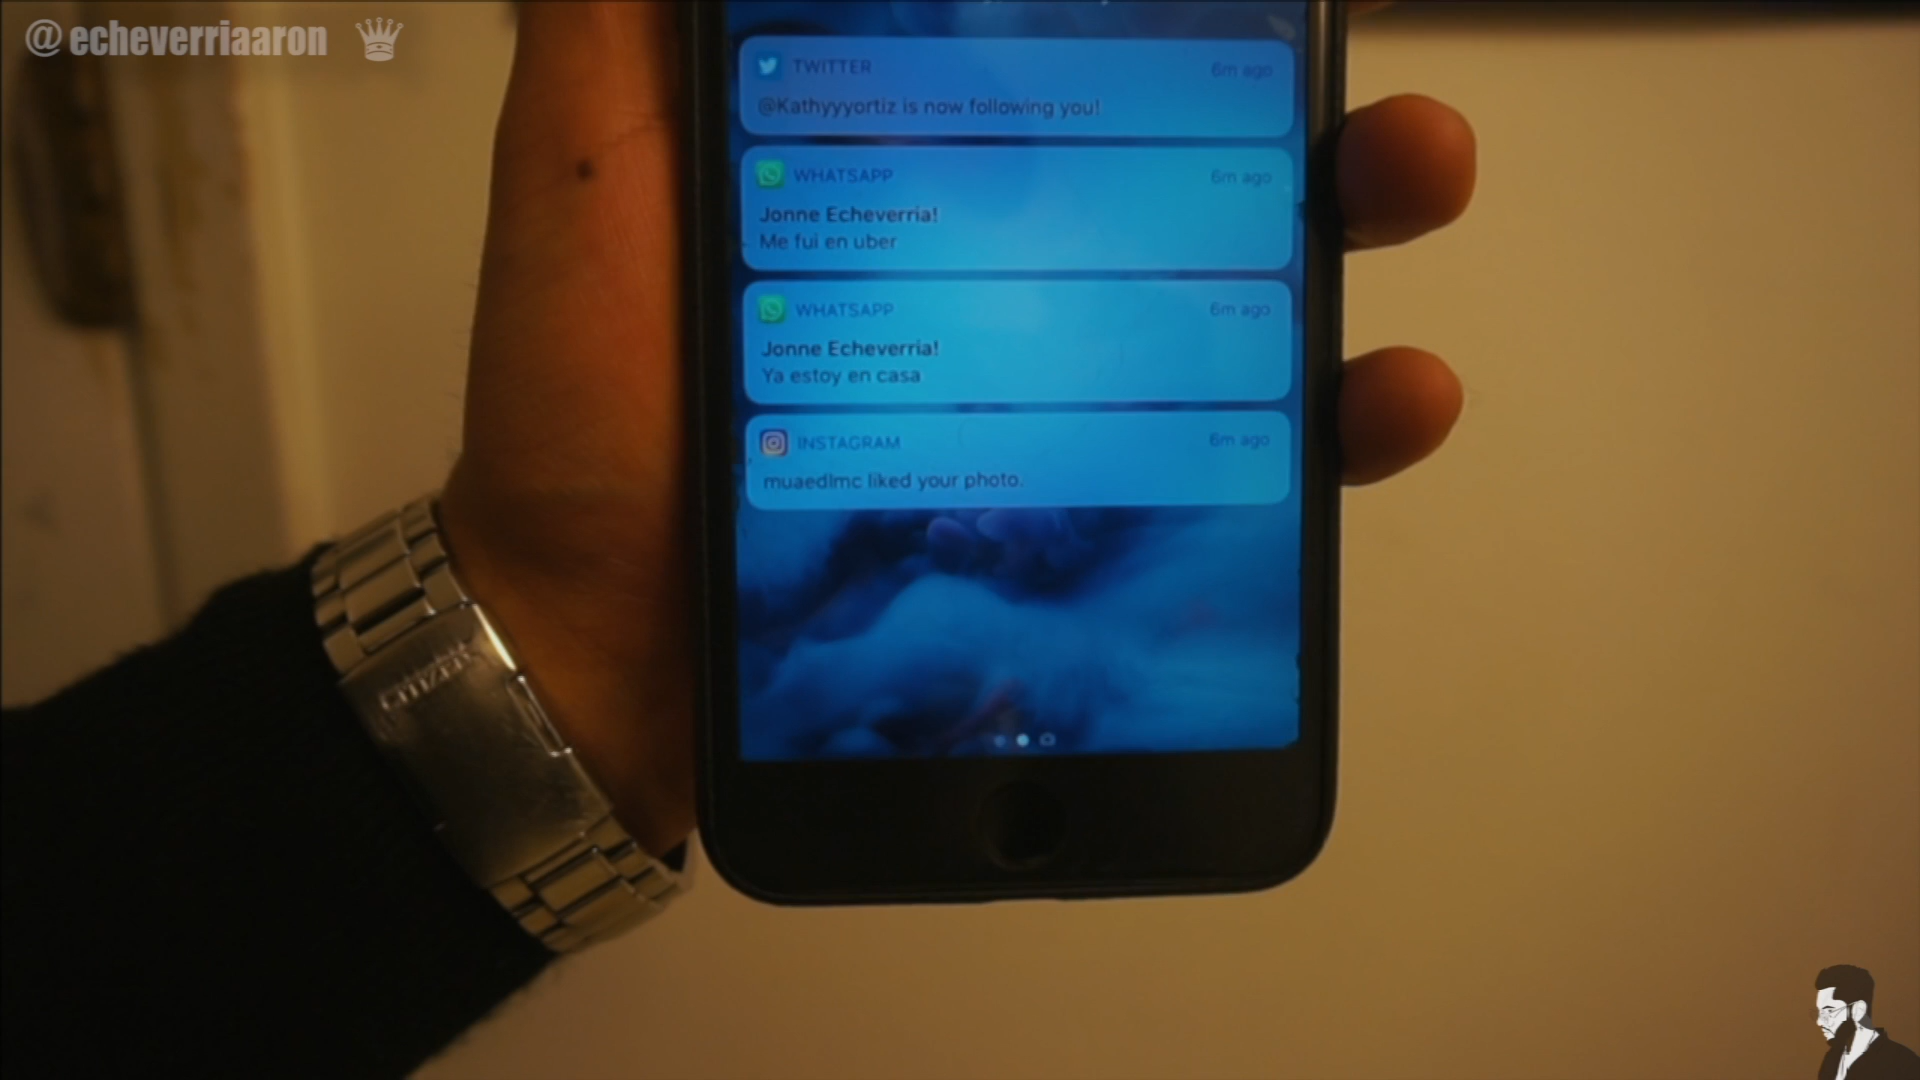 @echeverriaaron
TWITTER 6m ago
@Kathyyyortiz is now following you!
WHATSAPP 6m ago
Jonne Echeverria!
Me fui en uber
WHATSAPP 6m ago
Jonne Echeverria!
Ya estoy en casa
INSTAGRAM 6m ago
muaedlmc liked your photo.
CITIZEN